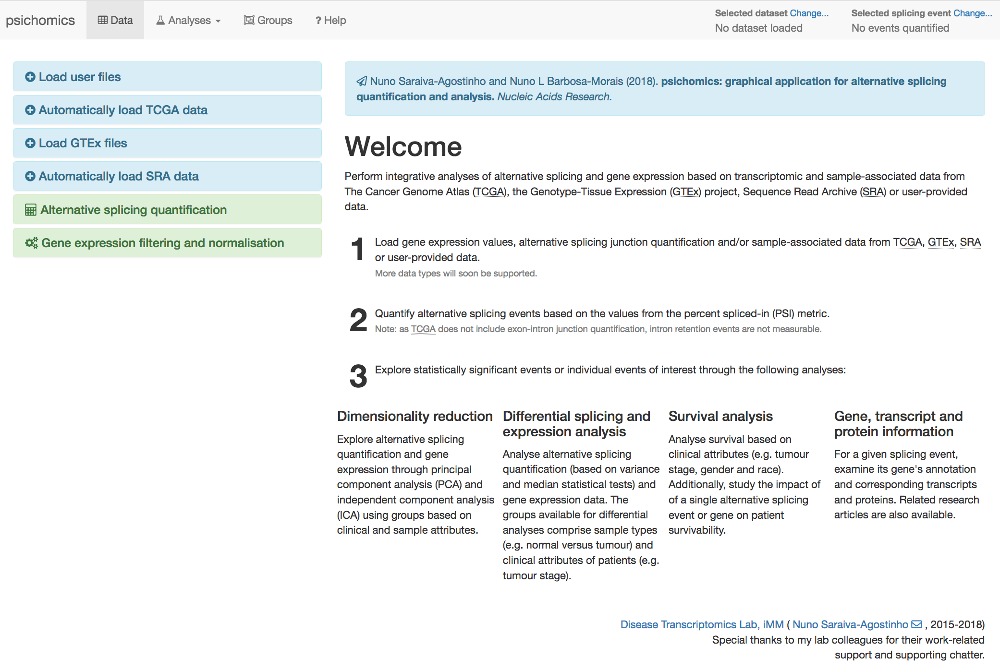 psichomics
Data
Analyses
Groups
? Help
Selected dataset Change...
No dataset loaded
Selected splicing event Change...
No events quantified
Load user files
Automatically load TCGA data
Load GTEx files
Automatically load SRA data
Alternative splicing quantification
Gene expression filtering and normalisation
Nuno Saraiva-Agostinho and Nuno L Barbosa-Morais (2018). psichomics: graphical application for alternative splicing
quantification and analysis. Nucleic Acids Research.
Welcome
Perform integrative analyses of alternative splicing and gene expression based on transcriptomic and sample-associated data from
The Cancer Genome Atlas (TCGA), the Genotype-Tissue Expression (GTEx) project, Sequence Read Archive (SRA) or user-provided
data.
1
Load gene expression values, alternative splicing junction quantification and/or sample-associated data from TCGA, GTEx, SRA
or user-provided data.
More data types will soon be supported.
2
Quantify alternative splicing events based on the values from the percent spliced-in (PSI) metric.
Note: as TCGA does not include exon-intron junction quantification, intron retention events are not measurable.
3
Explore statistically significant events or individual events of interest through the following analyses:
Dimensionality reduction
Explore alternative splicing
quantification and gene
expression through principal
component analysis (PCA) and
independent component analysis
(ICA) using groups based on
clinical and sample attributes.
Differential splicing and
expression analysis
Analyse alternative splicing
quantification (based on variance
and median statistical tests) and
gene expression data. The
groups available for differential
analyses comprise sample types
(e.g. normal versus tumour) and
clinical attributes of patients (e.g.
tumour stage).
Survival analysis
Analyse survival based on
clinical attributes (e.g. tumour
stage, gender and race).
Additionally, study the impact of
of a single alternative splicing
event or gene on patient
survivability.
Gene, transcript and
protein information
For a given splicing event,
examine its gene's annotation
and corresponding transcripts
and proteins. Related research
articles are also available.
Disease Transcriptomics Lab, iMM ( Nuno Saraiva-Agostinho , 2015-2018)
Special thanks to my lab colleagues for their work-related
support and supporting chatter.